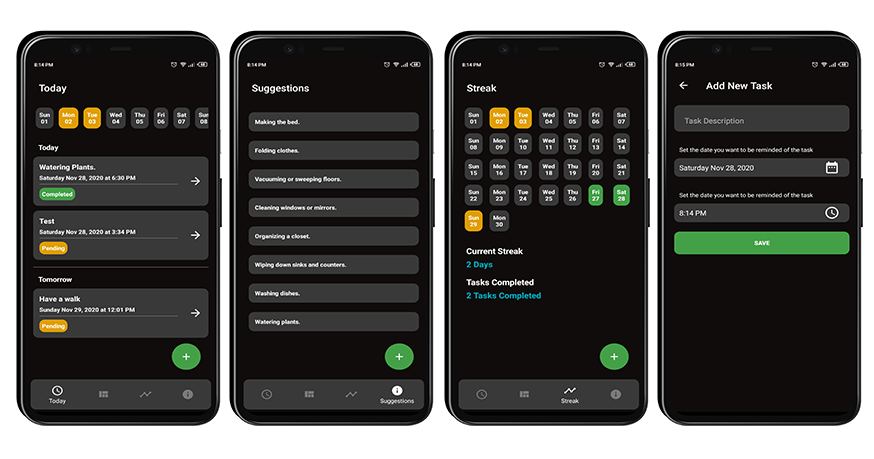 8:14 PM
Today
Sun Mon Tue Wed Thu Fri Sat Sun
01 02 03 04 05 06 07 08
Today
Watering Plants.
Saturday Nov 28, 2020 at 6:30 PM
Completed
Test
Saturday Nov 28, 2020 at 3:34 PM
Pending
Tomorrow
Have a walk
Sunday Nov 29, 2020 at 12:01 PM
Pending
+
Today
8:14 PM
Suggestions
Making the bed.
Folding clothes.
Vacuuming or sweeping floors.
Cleaning windows or mirrors.
Organizing a closet.
Wiping down sinks and counters.
Washing dishes.
Watering plants.
+
Suggestions
8:14 PM
Streak
Sun Mon Tue Wed Thu Fri Sat
01 02 03 04 05 06 07
Sun Mon Tue Wed Thu Fri Sat
08 09 10 11 12 13 14
Sun Mon Tue Wed Thu Fri Sat
15 16 17 18 19 20 21
Sun Mon Tue Wed Thu Fri Sat
22 23 24 25 26 27 28
Sun Mon
29 30
Current Streak
2 Days
Tasks Completed
2 Tasks Completed
+
Streak
8:15 PM
Add New Task
Task Description
Set the date you want to be reminded of the task
Saturday Nov 28, 2020
Set the date you want to be reminded of the task
8:14 PM
SAVE